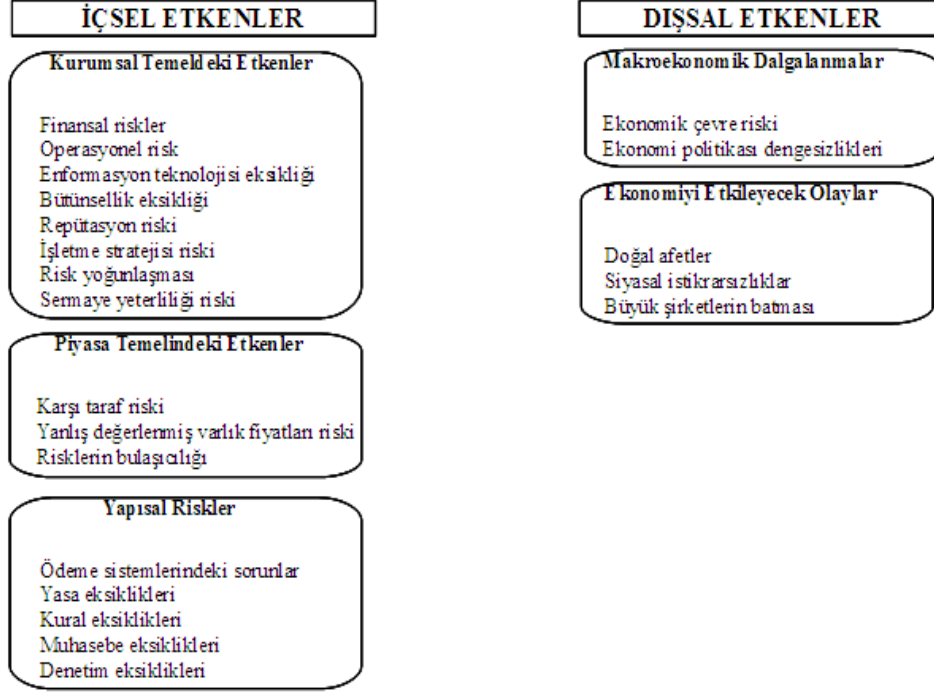 İÇSEL ETKENLER
Kurumsal Temeldeki Etkenler
Finansal riskler
Operasyonel risk
Enformasyon teknolojisi eksikliği
Bütünsellik eksikliği
Repütasyon riski
İşletme stratejisi riski
Risk yoğunlaşması
Sermaye yeterliliği riski
Piyasa Temelindeki Etkenler
Karşı taraf riski
Yanlış değerlenmiş varlık fiyatları riski
Risklerin bulaşıcılığı
Yapısal Riskler
Ödeme sistemlerindeki sorunlar
Yasa eksiklikleri
Kural eksiklikleri
Muhasebe eksiklikleri
Denetim eksiklikleri
DIŞSAL ETKENLER
Makroekonomik Dalgalanmalar
Ekonomik çevre riski
Ekonomi politikası dengesizlikleri
Ekonomiyi Etkileyecek Olaylar
Doğal afetler
Siyasal istikrarsızlıklar
Büyük şirketlerin batması